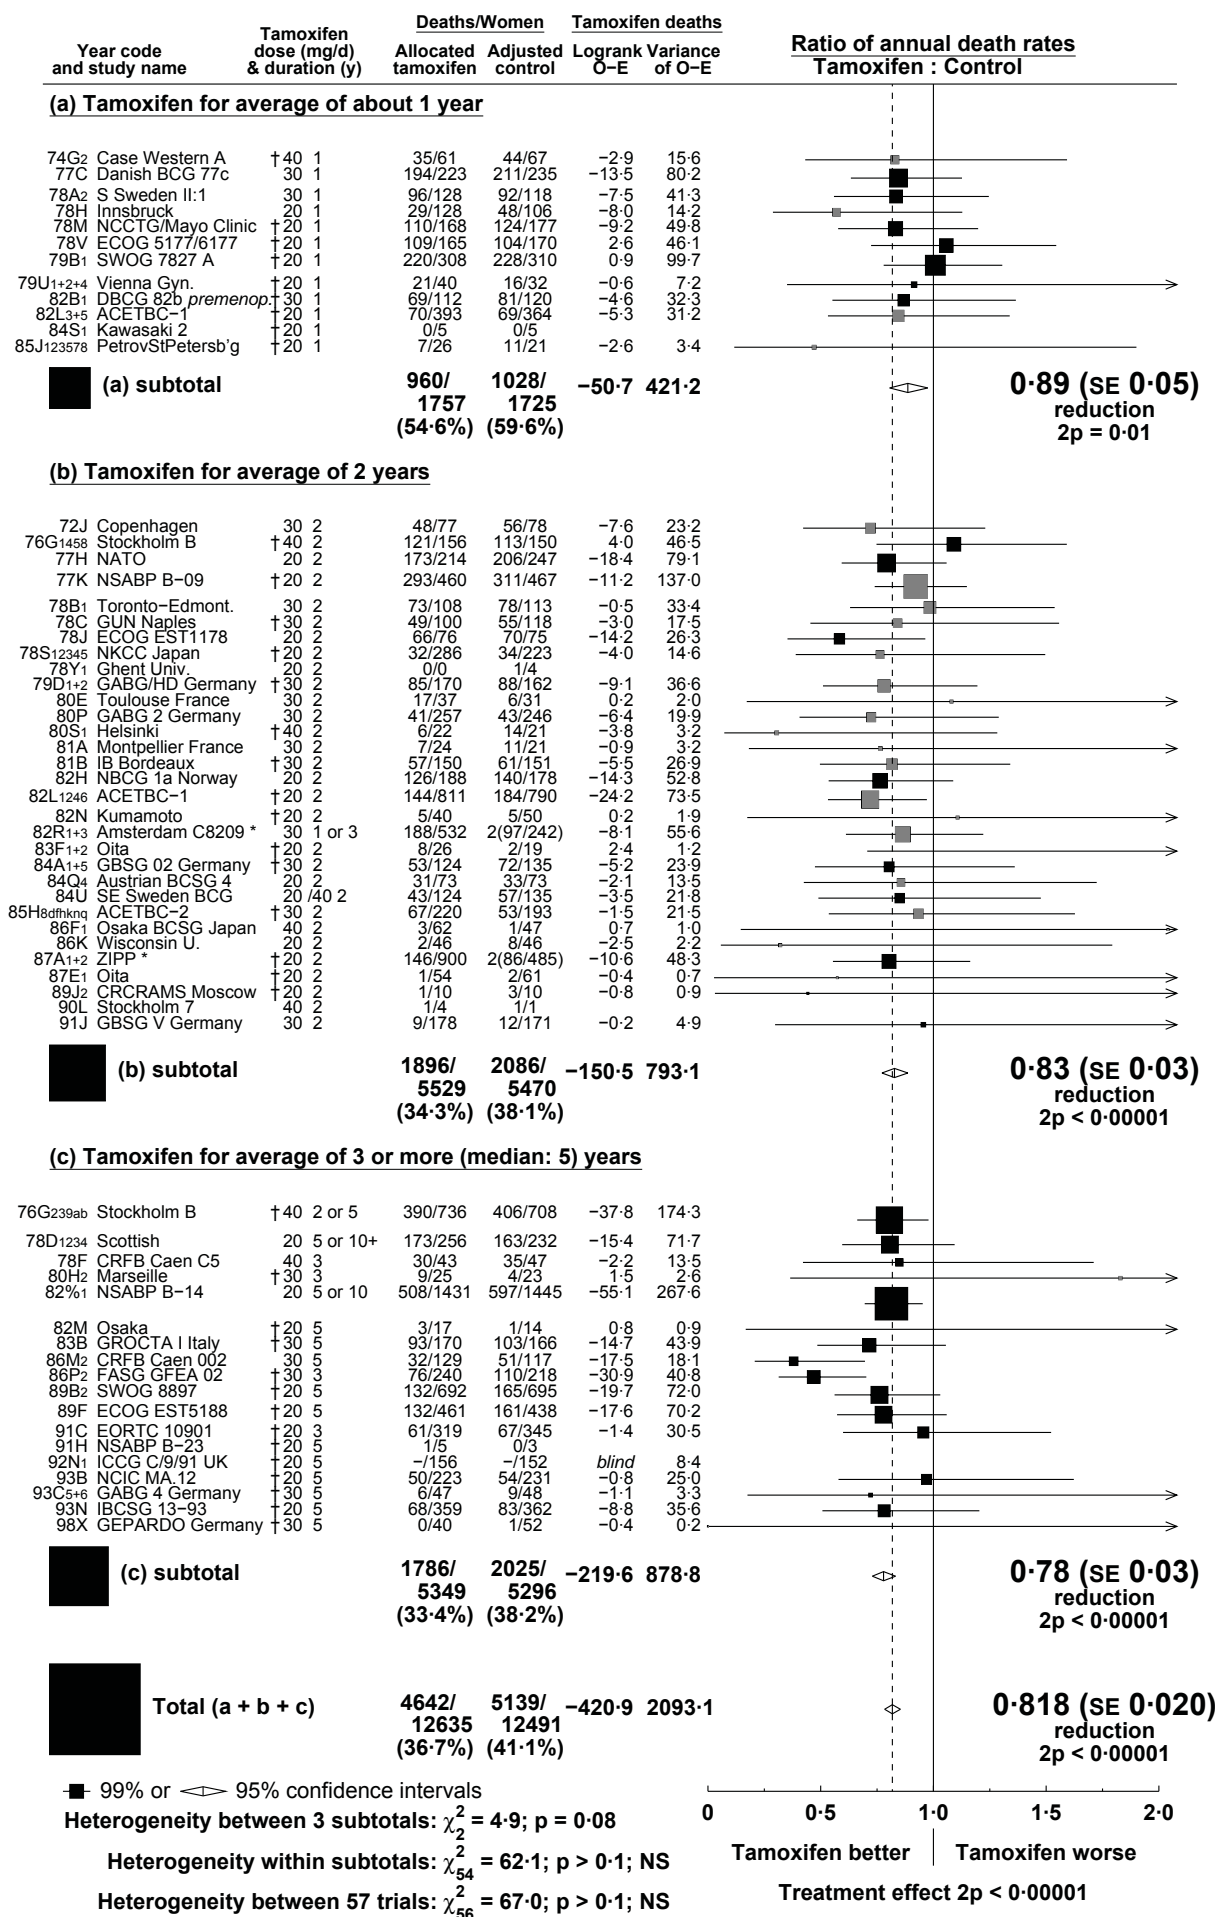 Year code and study name | Tamoxifen dose (mg/d) & duration (y) | Deaths/Women: Allocated tamoxifen | Adjusted control | Tamoxifen deaths: Logrank O−E | Variance of O−E | Ratio of annual death rates Tamoxifen : Control
(a) Tamoxifen for average of about 1 year
74G2 Case Western A †40 1 35/61 44/67 −2·9 15·6
77C Danish BCG 77c 30 1 194/223 211/235 −13·5 80·2
78A2 S Sweden II:1 30 1 96/128 92/118 −7·5 41·3
78H Innsbruck 20 1 29/128 48/106 −8·0 14·2
78M NCCTG/Mayo Clinic †20 1 110/168 124/177 −9·2 49·8
78V ECOG 5177/6177 †20 1 109/165 104/170 2·6 46·1
79B1 SWOG 7827 A †20 1 220/308 228/310 0·9 99·7
79U1+2+4 Vienna Gyn. †20 1 21/40 16/32 −0·6 7·2
82B1 DBCG 82b premenop. †30 1 69/112 81/120 −4·6 32·3
82L3+5 ACETBC−1 †20 1 70/393 69/364 −5·3 31·2
84S1 Kawasaki 2 †20 1 0/5 0/5
85J123578 PetrovStPetersb'g †20 1 7/26 11/21 −2·6 3·4
(a) subtotal 960/1757 (54·6%) 1028/1725 (59·6%) −50·7 421·2 0·89 (SE 0·05)
reduction
2p = 0·01
(b) Tamoxifen for average of 2 years
72J Copenhagen 30 2 48/77 56/78 −7·6 23·2
76G1458 Stockholm B †40 2 121/156 113/150 4·0 46·5
77H NATO 20 2 173/214 206/247 −18·4 79·1
77K NSABP B−09 †20 2 293/460 311/467 −11·2 137·0
78B1 Toronto−Edmont. 30 2 73/108 78/113 −0·5 33·4
78C GUN Naples †30 2 49/100 55/118 −3·0 17·5
78J ECOG EST1178 20 2 66/76 70/75 −14·2 26·3
78S12345 NKCC Japan †20 2 32/286 34/223 −4·0 14·6
78Y1 Ghent Univ. 20 2 0/0 1/4
79D1+2 GABG/HD Germany †30 2 85/170 88/162 −9·1 36·6
80E Toulouse France 30 2 17/37 6/31 0·2 2·0
80P GABG 2 Germany 30 2 41/257 43/246 −6·4 19·9
80S1 Helsinki †40 2 6/22 14/21 −3·8 3·2
81A Montpellier France 30 2 7/24 11/21 −0·9 3·2
81B IB Bordeaux †30 2 57/150 61/151 −5·5 26·9
82H NBCG 1a Norway 20 2 126/188 140/178 −14·3 52·8
82L1246 ACETBC−1 †20 2 144/811 184/790 −24·2 73·5
82N Kumamoto †20 2 5/40 5/50 0·2 1·9
82R1+3 Amsterdam C8209 * 30 1 or 3 188/532 2(97/242) −8·1 55·6
83F1+2 Oita †20 2 8/26 2/19 2·4 1·2
84A1+5 GBSG 02 Germany †30 2 53/124 72/135 −5·2 23·9
84Q4 Austrian BCSG 4 20 2 31/73 33/73 −2·1 13·5
84U SE Sweden BCG 20 /40 2 43/124 57/135 −3·5 21·8
85H8dfhknq ACETBC−2 †30 2 67/220 53/193 −1·5 21·5
86F1 Osaka BCSG Japan 40 2 3/62 1/47 0·7 1·0
86K Wisconsin U. 20 2 2/46 8/46 −2·5 2·2
87A1+2 ZIPP * †20 2 146/900 2(86/485) −10·6 48·3
87E1 Oita †20 2 1/54 2/61 −0·4 0·7
89J2 CRCRAMS Moscow †20 2 1/10 3/10 −0·8 0·9
90L Stockholm 7 40 2 1/4 1/1
91J GBSG V Germany 30 2 9/178 12/171 −0·2 4·9
(b) subtotal 1896/5529 (34·3%) 2086/5470 (38·1%) −150·5 793·1 0·83 (SE 0·03)
reduction
2p < 0·00001
(c) Tamoxifen for average of 3 or more (median: 5) years
76G239ab Stockholm B †40 2 or 5 390/736 406/708 −37·8 174·3
78D1234 Scottish 20 5 or 10+ 173/256 163/232 −15·4 71·7
78F CRFB Caen C5 40 3 30/43 35/47 −2·2 13·5
80H2 Marseille †30 3 9/25 4/23 1·5 2·6
82%1 NSABP B−14 20 5 or 10 508/1431 597/1445 −55·1 267·6
82M Osaka †20 5 3/17 1/14 0·8 0·9
83B GROCTA I Italy †30 5 93/170 103/166 −14·7 43·9
86M2 CRFB Caen 002 30 5 32/129 51/117 −17·5 18·1
86P2 FASG GFEA 02 †30 3 76/240 110/218 −30·9 40·8
89B2 SWOG 8897 †20 5 132/692 165/695 −19·7 72·0
89F ECOG EST5188 †20 5 132/461 161/438 −17·6 70·2
91C EORTC 10901 †20 3 61/319 67/345 −1·4 30·5
91H NSABP B−23 †20 5 1/5 0/3
92N1 ICCG C/9/91 UK †20 5 −/156 −/152 blind 8·4
93B NCIC MA.12 †20 5 50/223 54/231 −0·8 25·0
93C5+6 GABG 4 Germany †30 5 6/47 9/48 −1·1 3·3
93N IBCSG 13−93 †20 5 68/359 83/362 −8·8 35·6
98X GEPARDO Germany †30 5 0/40 1/52 −0·4 0·2
(c) subtotal 1786/5349 (33·4%) 2025/5296 (38·2%) −219·6 878·8 0·78 (SE 0·03)
reduction
2p < 0·00001
Total (a + b + c) 4642/12635 (36·7%) 5139/12491 (41·1%) −420·9 2093·1 0·818 (SE 0·020)
reduction
2p < 0·00001
99% or 95% confidence intervals
0 0·5 1·0 1·5 2·0
Heterogeneity between 3 subtotals: χ²₂ = 4·9; p = 0·08
Tamoxifen better Tamoxifen worse
Heterogeneity within subtotals: χ²₅₄ = 62·1; p > 0·1; NS
Treatment effect 2p < 0·00001
Heterogeneity between 57 trials: χ²₅₆ = 67·0; p > 0·1; NS